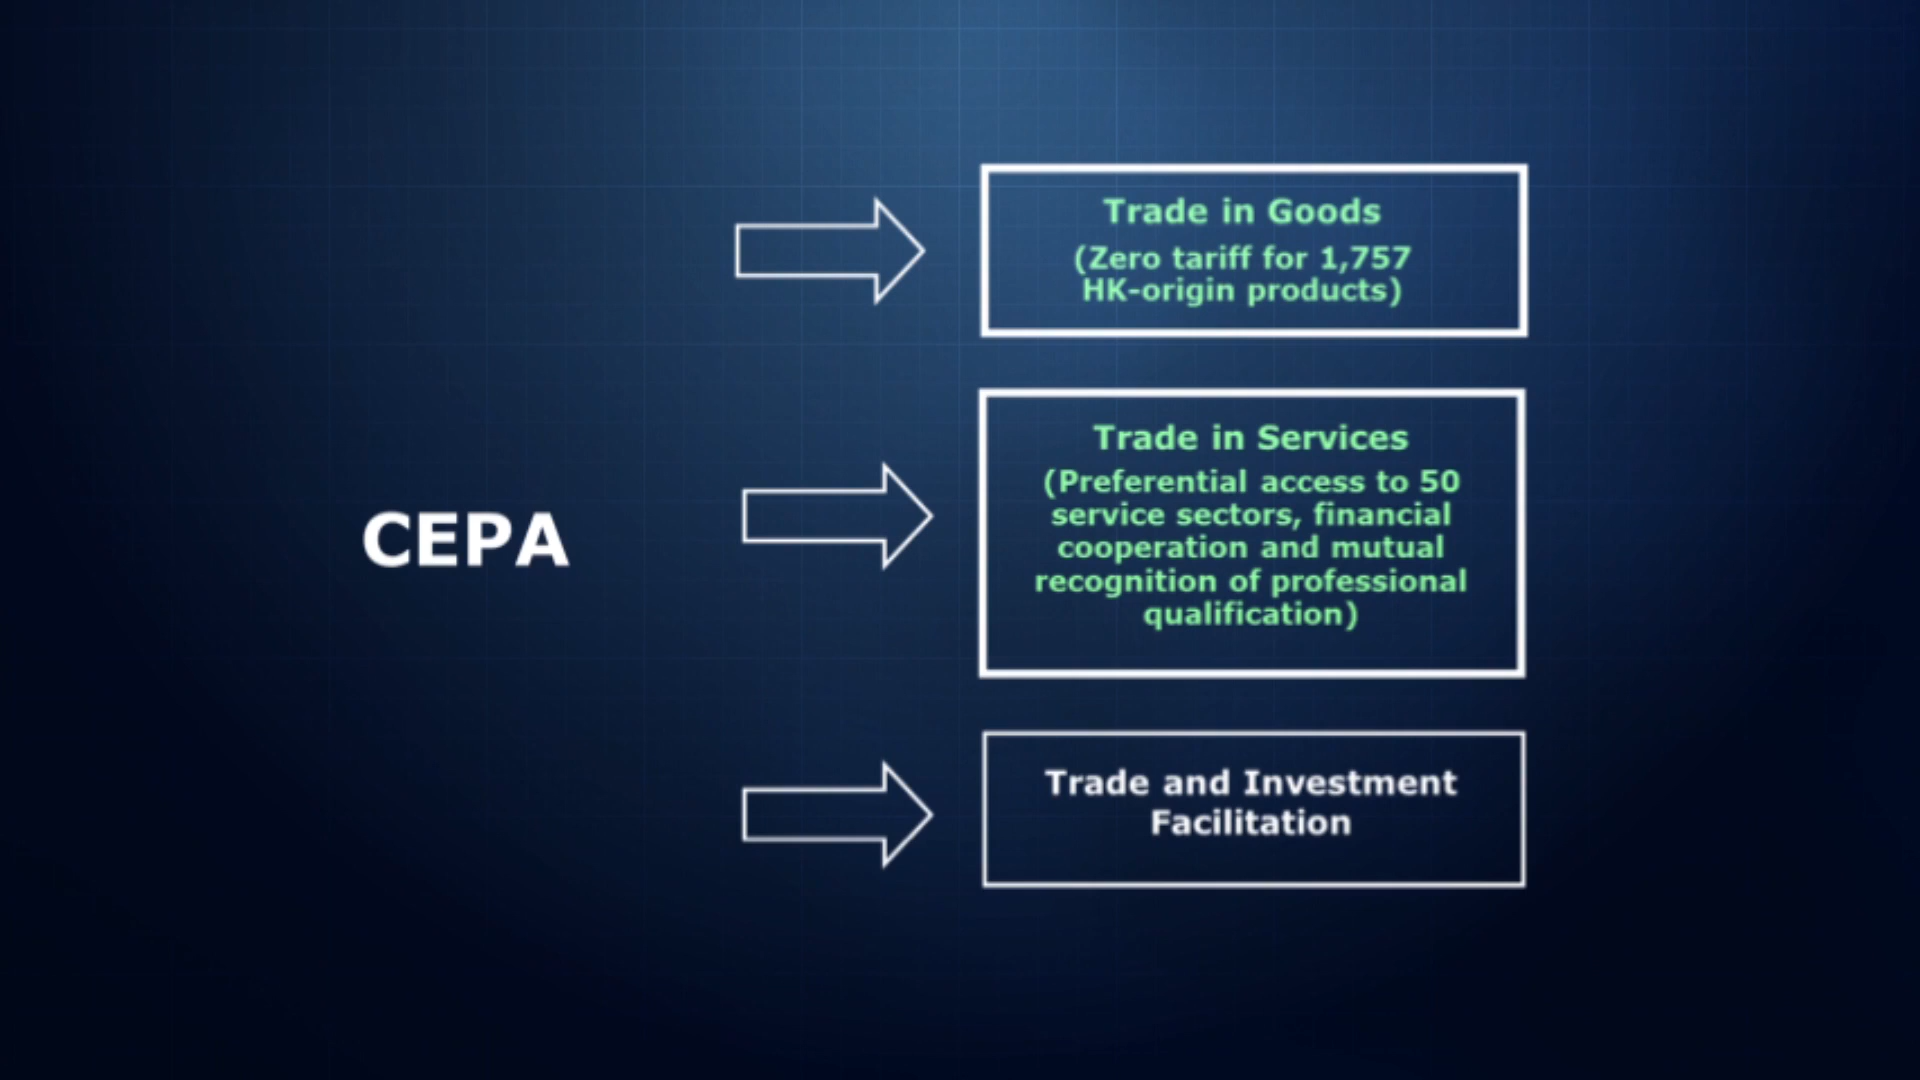 CEPA
Trade in Goods
(Zero tariff for 1,757
HK-origin products)
Trade in Services
(Preferential access to 50
service sectors, financial
cooperation and mutual
recognition of professional
qualification)
Trade and Investment
Facilitation